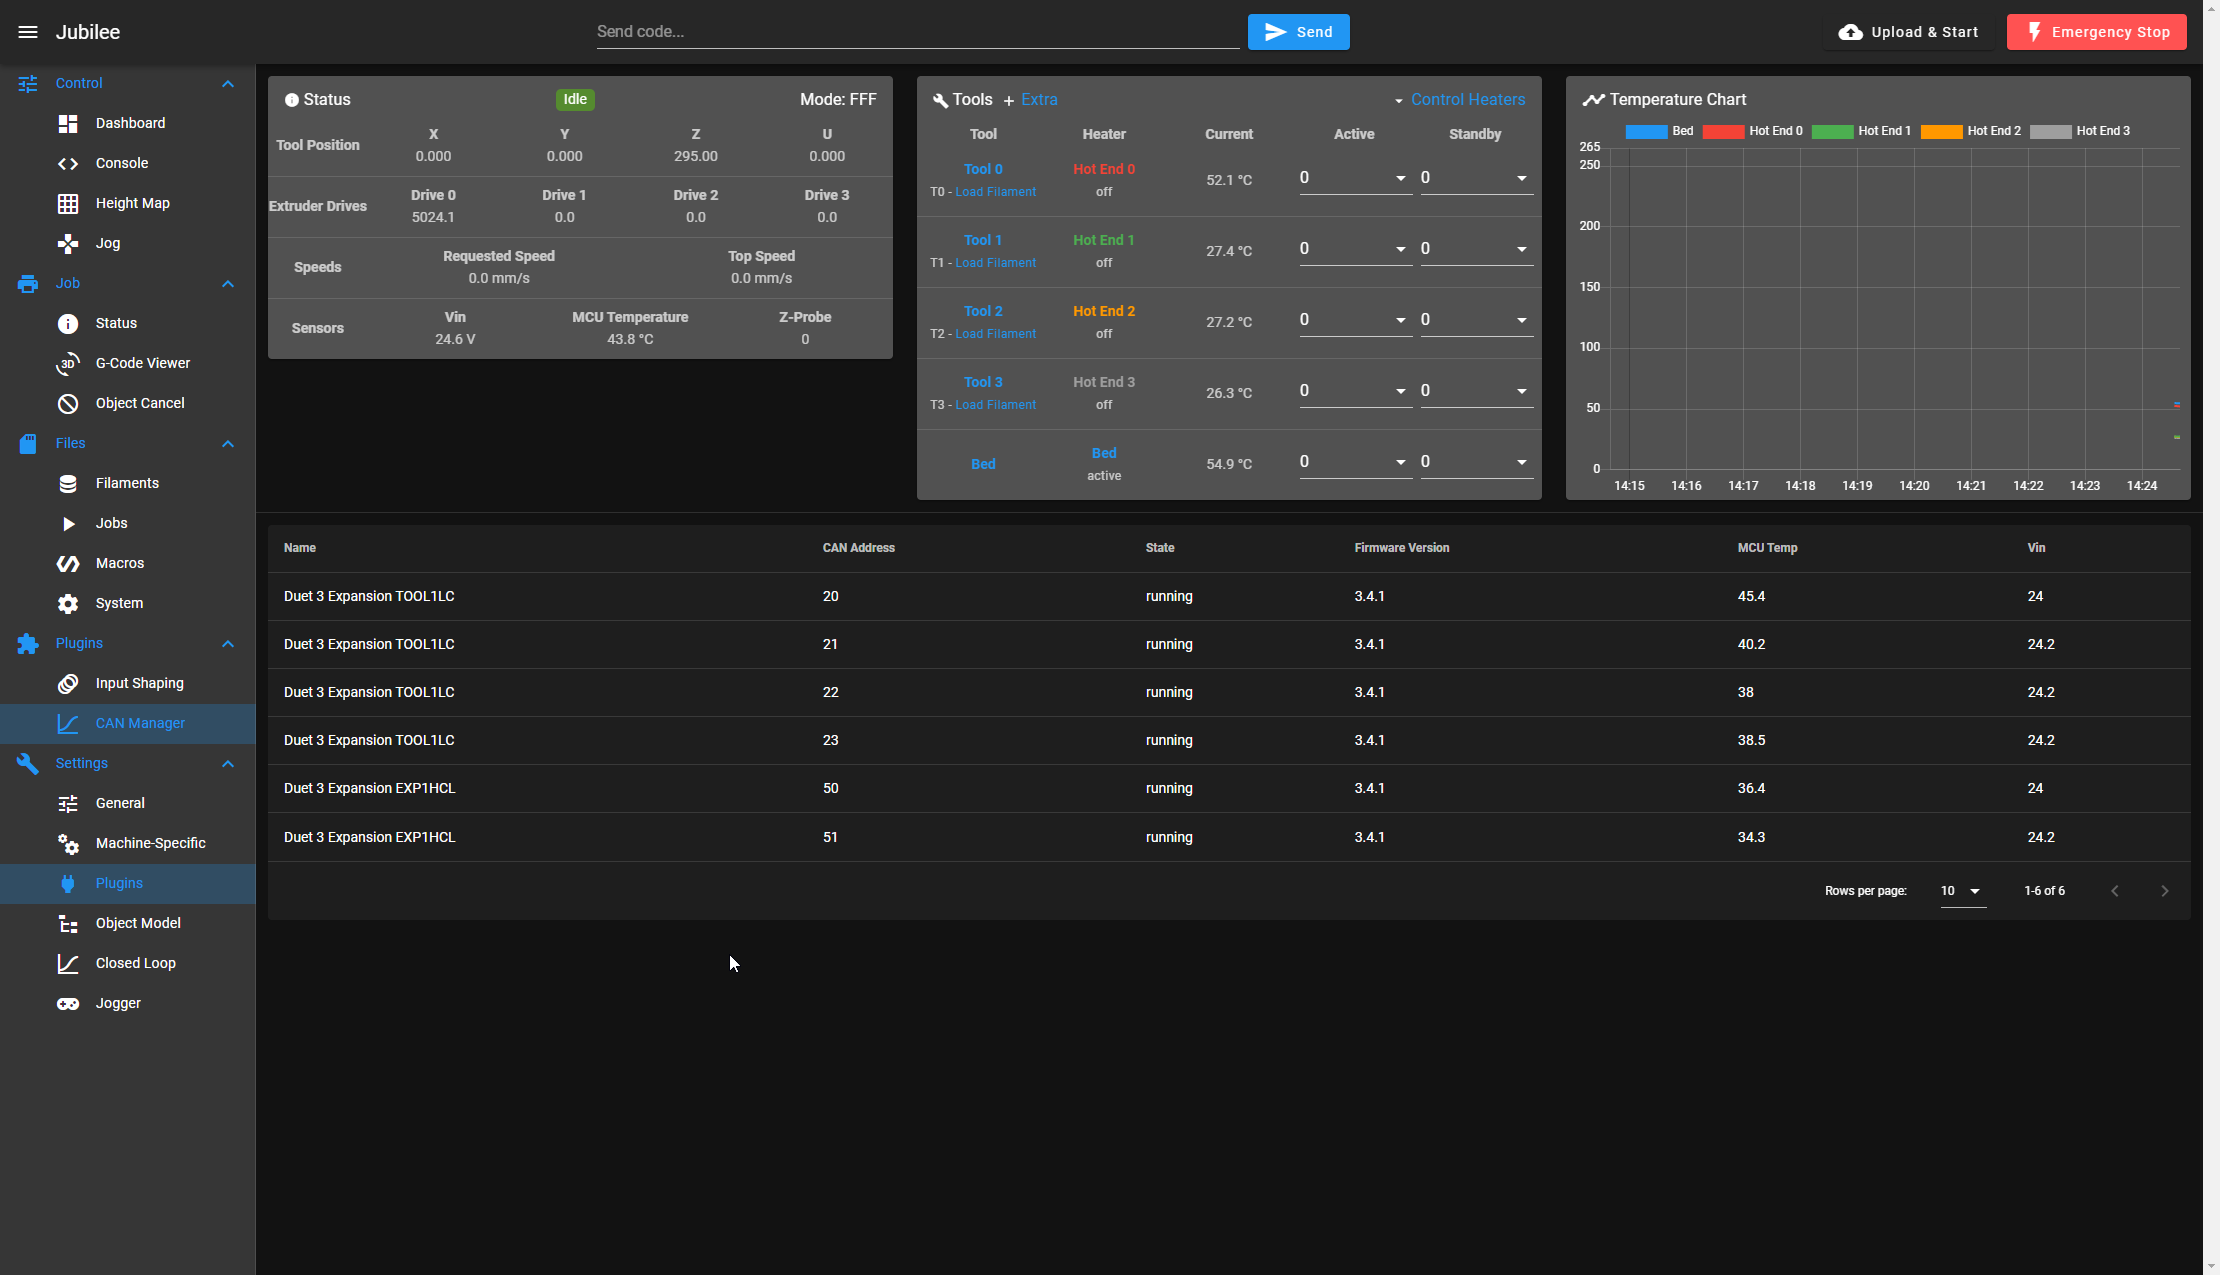 Jubilee
Send code...
Send
Upload & Start
Emergency Stop
Control
Dashboard
Console
Height Map
Jog
Job
Status
3D
G-Code Viewer
Object Cancel
Files
Filaments
Jobs
Macros
System
Plugins
Input Shaping
CAN Manager
Settings
General
Machine-Specific
Plugins
Object Model
Closed Loop
Jogger
Status Idle Mode: FFF
Tool Position
X Y Z U
0.000 0.000 295.00 0.000
Extruder Drives
Drive 0 Drive 1 Drive 2 Drive 3
5024.1 0.0 0.0 0.0
Speeds
Requested Speed Top Speed
0.0 mm/s 0.0 mm/s
Sensors
Vin MCU Temperature Z-Probe
24.6 V 43.8 °C 0
Tools + Extra Control Heaters
Tool Heater Current Active Standby
Tool 0 Hot End 0 52.1 °C 0 0
T0 - Load Filament off
Tool 1 Hot End 1 27.4 °C 0 0
T1 - Load Filament off
Tool 2 Hot End 2 27.2 °C 0 0
T2 - Load Filament off
Tool 3 Hot End 3 26.3 °C 0 0
T3 - Load Filament off
Bed Bed 54.9 °C 0 0
active
Temperature Chart
Bed Hot End 0 Hot End 1 Hot End 2 Hot End 3
265
250
200
150
100
50
0
14:15 14:16 14:17 14:18 14:19 14:20 14:21 14:22 14:23 14:24
Name CAN Address State Firmware Version MCU Temp Vin
Duet 3 Expansion TOOL1LC 20 running 3.4.1 45.4 24
Duet 3 Expansion TOOL1LC 21 running 3.4.1 40.2 24.2
Duet 3 Expansion TOOL1LC 22 running 3.4.1 38 24.2
Duet 3 Expansion TOOL1LC 23 running 3.4.1 38.5 24.2
Duet 3 Expansion EXP1HCL 50 running 3.4.1 36.4 24
Duet 3 Expansion EXP1HCL 51 running 3.4.1 34.3 24.2
Rows per page: 10 1-6 of 6